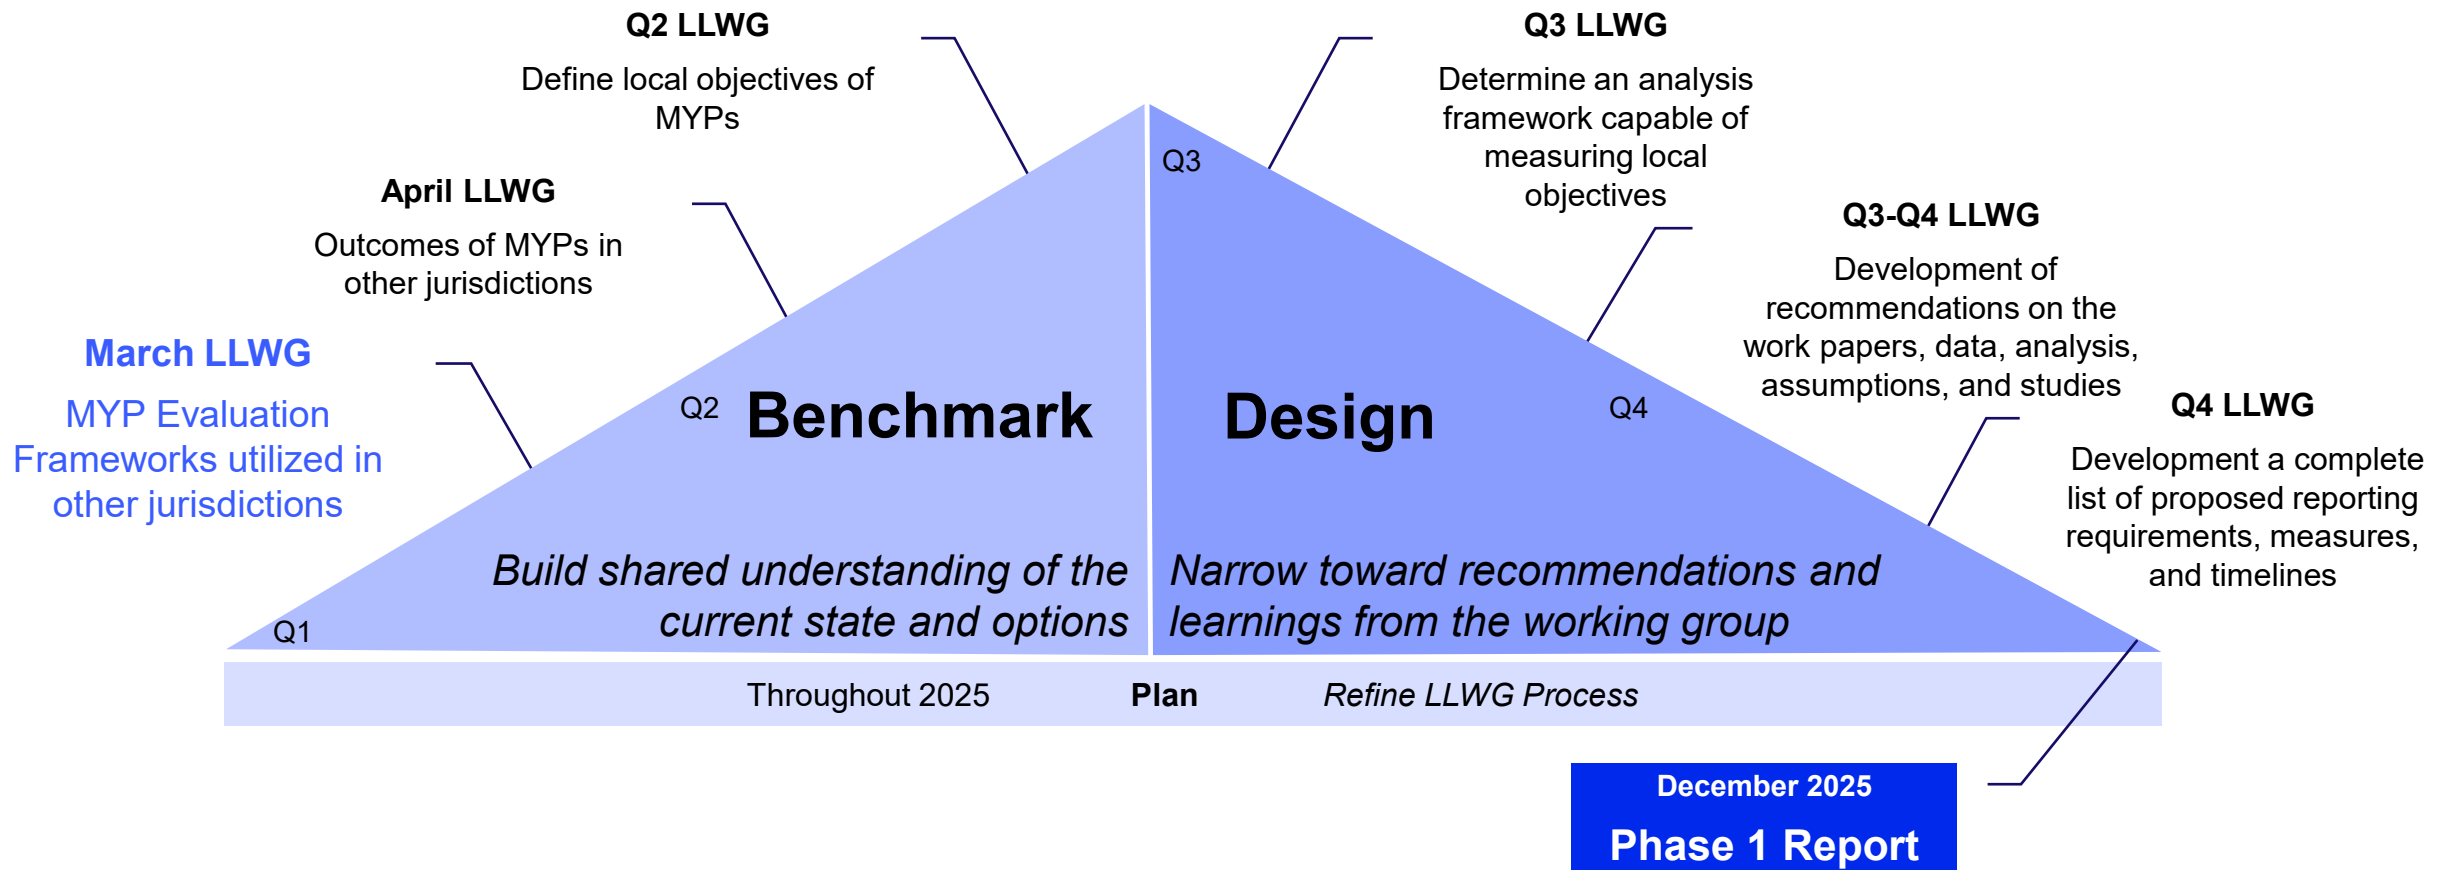 Q2 LLWG
Define local objectives of
MYPs
April LLWG
Outcomes of MYPs in
other jurisdictions
March LLWG
MYP Evaluation
Frameworks utilized in
other jurisdictions
Q3 LLWG
Determine an analysis
framework capable of
measuring local
objectives
Q3-Q4 LLWG
Development of
recommendations on the
work papers, data, analysis,
assumptions, and studies
Q4 LLWG
Development a complete
list of proposed reporting
requirements, measures,
and timelines
Q1
Q2
Benchmark
Build shared understanding of the
current state and options
Q3
Design
Q4
Narrow toward recommendations and
learnings from the working group
Throughout 2025 Plan Refine LLWG Process
December 2025
Phase 1 Report